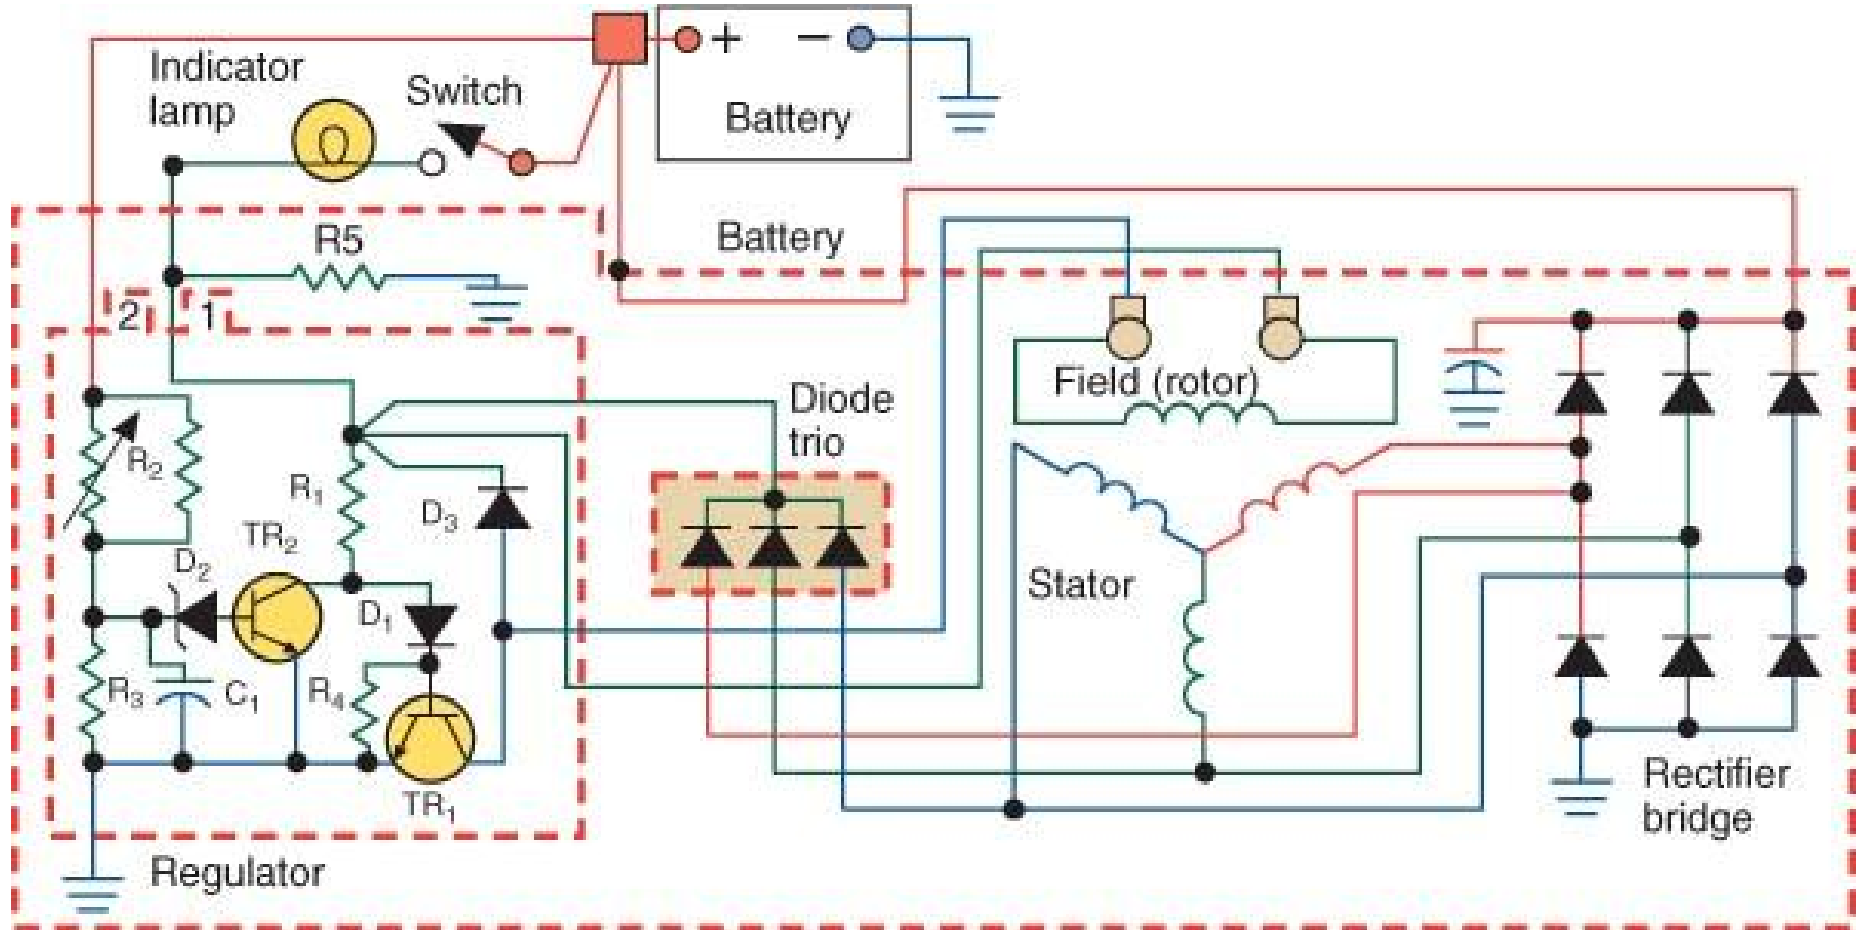 Indicator
lamp
Switch
+ −
Battery
R5
Battery
2 1
Field (rotor)
Diode
trio
R₂
R₁
D₃
TR₂
D₂
D₁
Stator
R₃
C₁
R₄
TR₁
Rectifier
bridge
Regulator